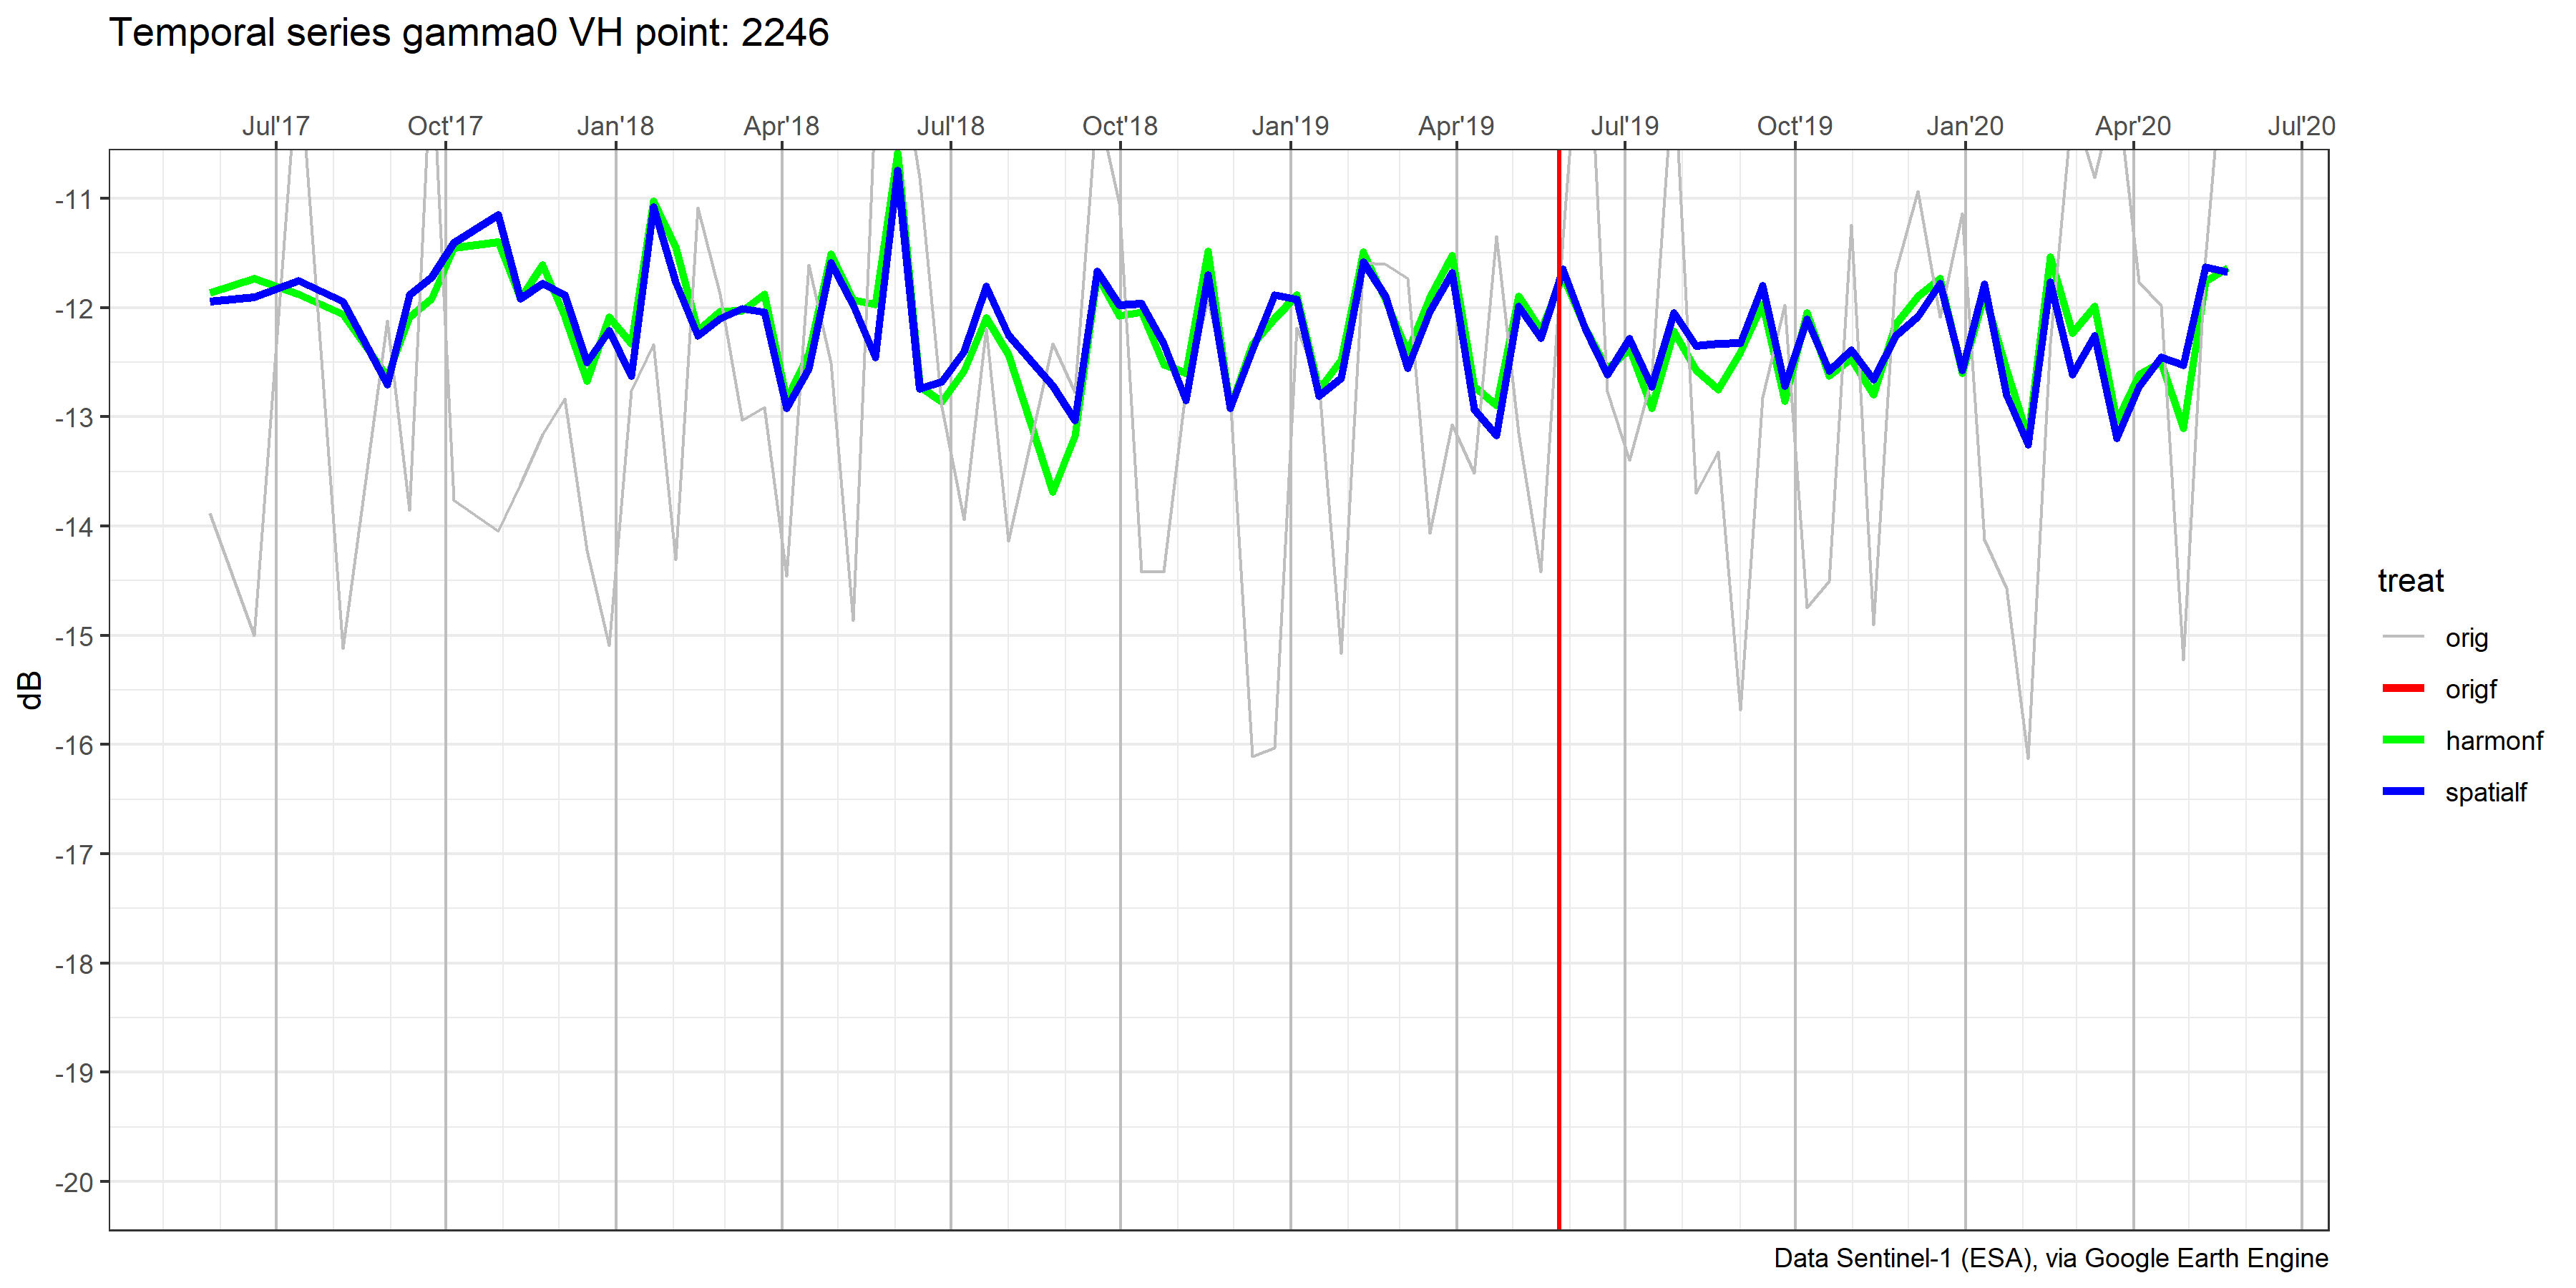 Temporal series gamma0 VH point: 2246
Jul'17 Oct'17 Jan'18 Apr'18 Jul'18 Oct'18 Jan'19 Apr'19 Jul'19 Oct'19 Jan'20 Apr'20 Jul'20
-11
-12
-13
-14
-15
-16
-17
-18
-19
-20
dB
treat
orig
origf
harmonf
spatialf
Data Sentinel-1 (ESA), via Google Earth Engine